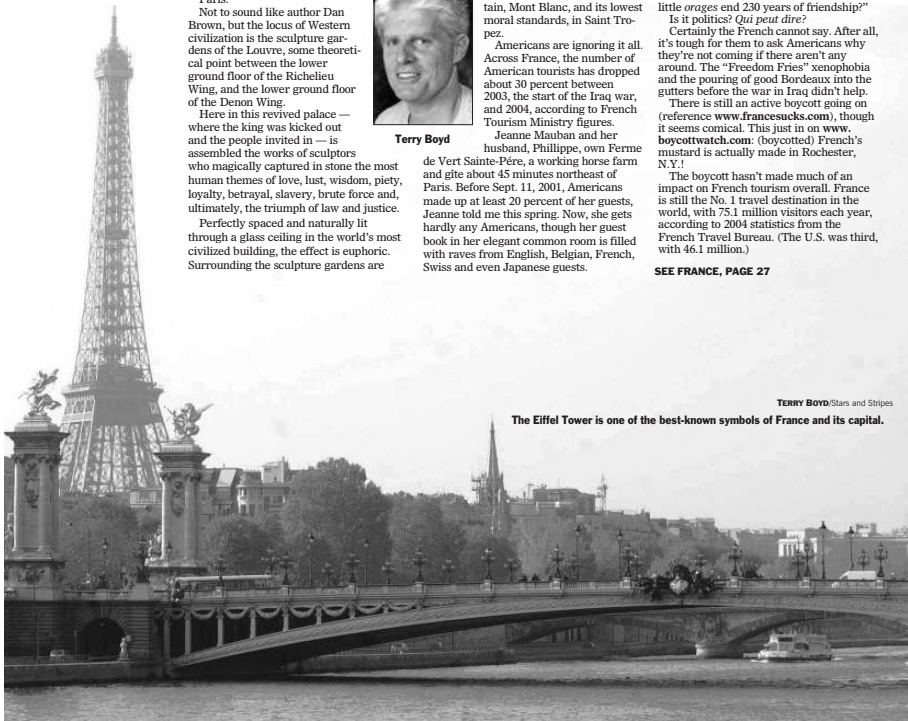 Paris.
Not to sound like author Dan
Brown, but the locus of Western
civilization is the sculpture gar-
dens of the Louvre, some theoreti-
cal point between the lower
ground floor of the Richelieu
Wing, and the lower ground floor
of the Denon Wing.
Here in this revived palace —
where the king was kicked out
and the people invited in — is
assembled the works of sculptors
who magically captured in stone the most
human themes of love, lust, wisdom, piety,
loyalty, betrayal, slavery, brute force and,
ultimately, the triumph of law and justice.
Perfectly spaced and naturally lit
through a glass ceiling in the world's most
civilized building, the effect is euphoric.
Surrounding the sculpture gardens are
Terry Boyd
tain, Mont Blanc, and its lowest
moral standards, in Saint Tro-
pez.
Americans are ignoring it all.
Across France, the number of
American tourists has dropped
about 30 percent between
2003, the start of the Iraq war,
and 2004, according to French
Tourism Ministry figures.
Jeanne Mauban and her
husband, Phillippe, own Ferme
de Vert Sainte-Pére, a working horse farm
and gîte about 45 minutes northeast of
Paris. Before Sept. 11, 2001, Americans
made up at least 20 percent of her guests,
Jeanne told me this spring. Now, she gets
hardly any Americans, though her guest
book in her elegant common room is filled
with raves from English, Belgian, French,
Swiss and even Japanese guests.
little orages end 230 years of friendship?"
Is it politics? Qui peut dire?
Certainly the French cannot say. After all,
it's tough for them to ask Americans why
they're not coming if there aren't any
around. The "Freedom Fries" xenophobia
and the pouring of good Bordeaux into the
gutters before the war in Iraq didn't help.
There is still an active boycott going on
(reference www.francesucks.com), though
it seems comical. This just in on www.
boycottwatch.com: (boycotted) French's
mustard is actually made in Rochester,
N.Y.!
The boycott hasn't made much of an
impact on French tourism overall. France
is still the No. 1 travel destination in the
world, with 75.1 million visitors each year,
according to 2004 statistics from the
French Travel Bureau. (The U.S. was third,
with 46.1 million.)
SEE FRANCE, PAGE 27
TERRY BOYD/Stars and Stripes
The Eiffel Tower is one of the best-known symbols of France and its capital.